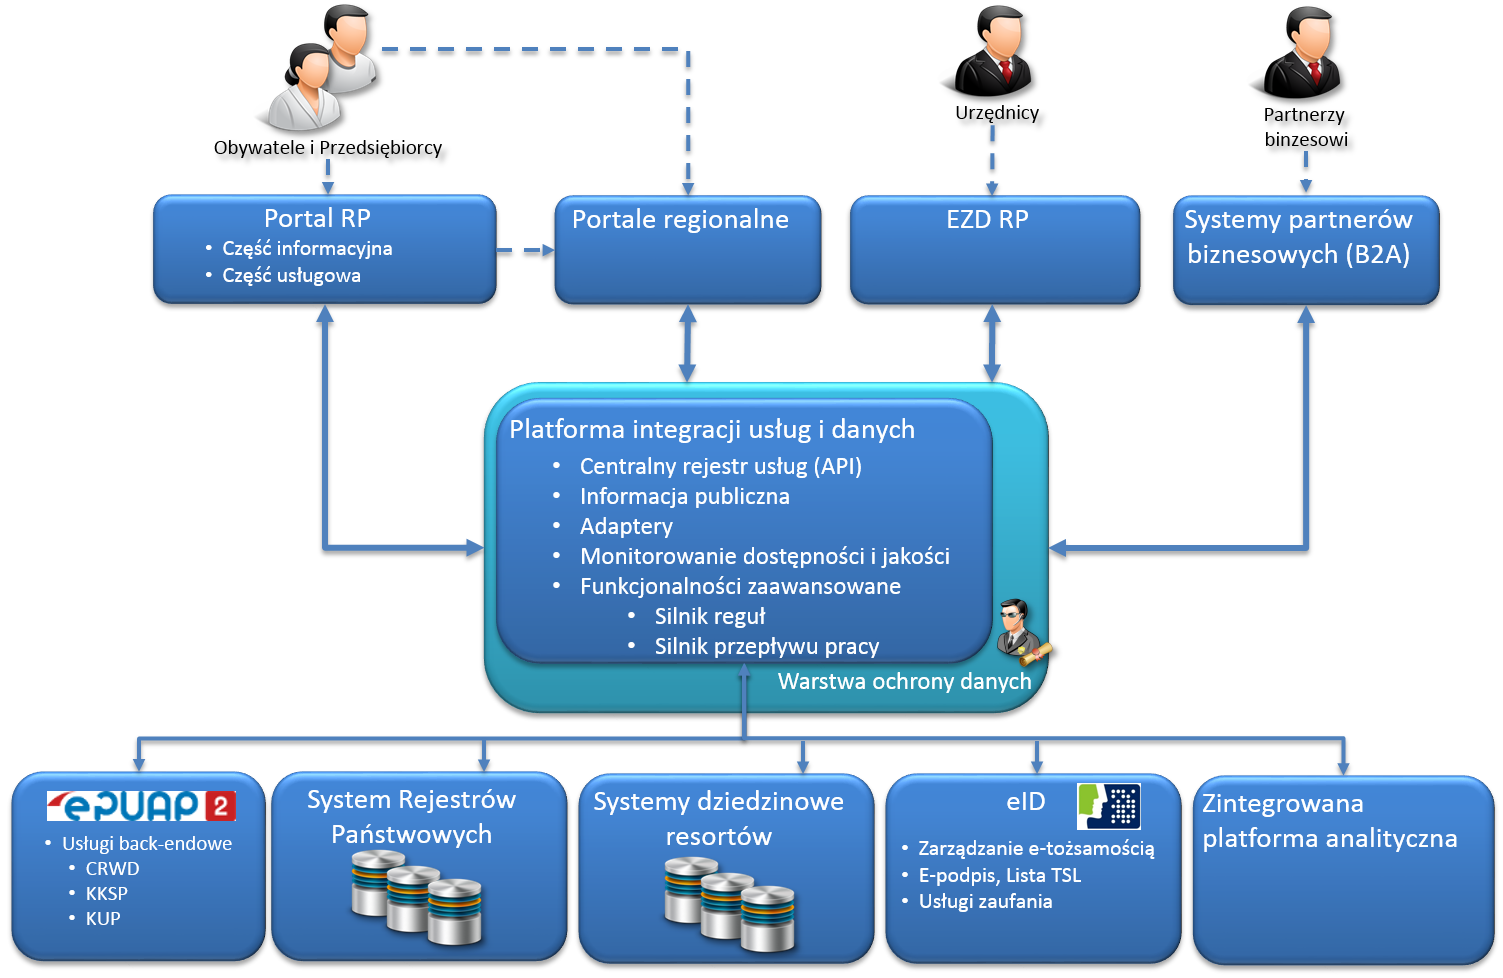 Obywatele i Przedsiębiorcy
Urzędnicy
Partnerzy
binzesowi
Portal RP
• Część informacyjna
• Część usługowa
Portale regionalne
EZD RP
Systemy partnerów
biznesowych (B2A)
Platforma integracji usług i danych
• Centralny rejestr usług (API)
• Informacja publiczna
• Adaptery
• Monitorowanie dostępności i jakości
• Funkcjonalności zaawansowane
• Silnik reguł
• Silnik przepływu pracy
Warstwa ochrony danych
ePUAP 2
• Usługi back-endowe
• CRWD
• KKSP
• KUP
System Rejestrów
Państwowych
Systemy dziedzinowe
resortów
eID
• Zarządzanie e-tożsamością
• E-podpis, Lista TSL
• Usługi zaufania
Zintegrowana
platforma analityczna